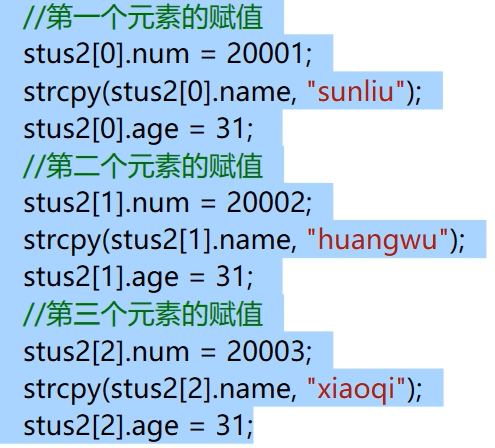 //第一个元素的赋值
stus2[0].num = 20001;
strcpy(stus2[0].name, "sunliu");
stus2[0].age = 31;
//第二个元素的赋值
stus2[1].num = 20002;
strcpy(stus2[1].name, "huangwu");
stus2[1].age = 31;
//第三个元素的赋值
stus2[2].num = 20003;
strcpy(stus2[2].name, "xiaoqi");
stus2[2].age = 31;